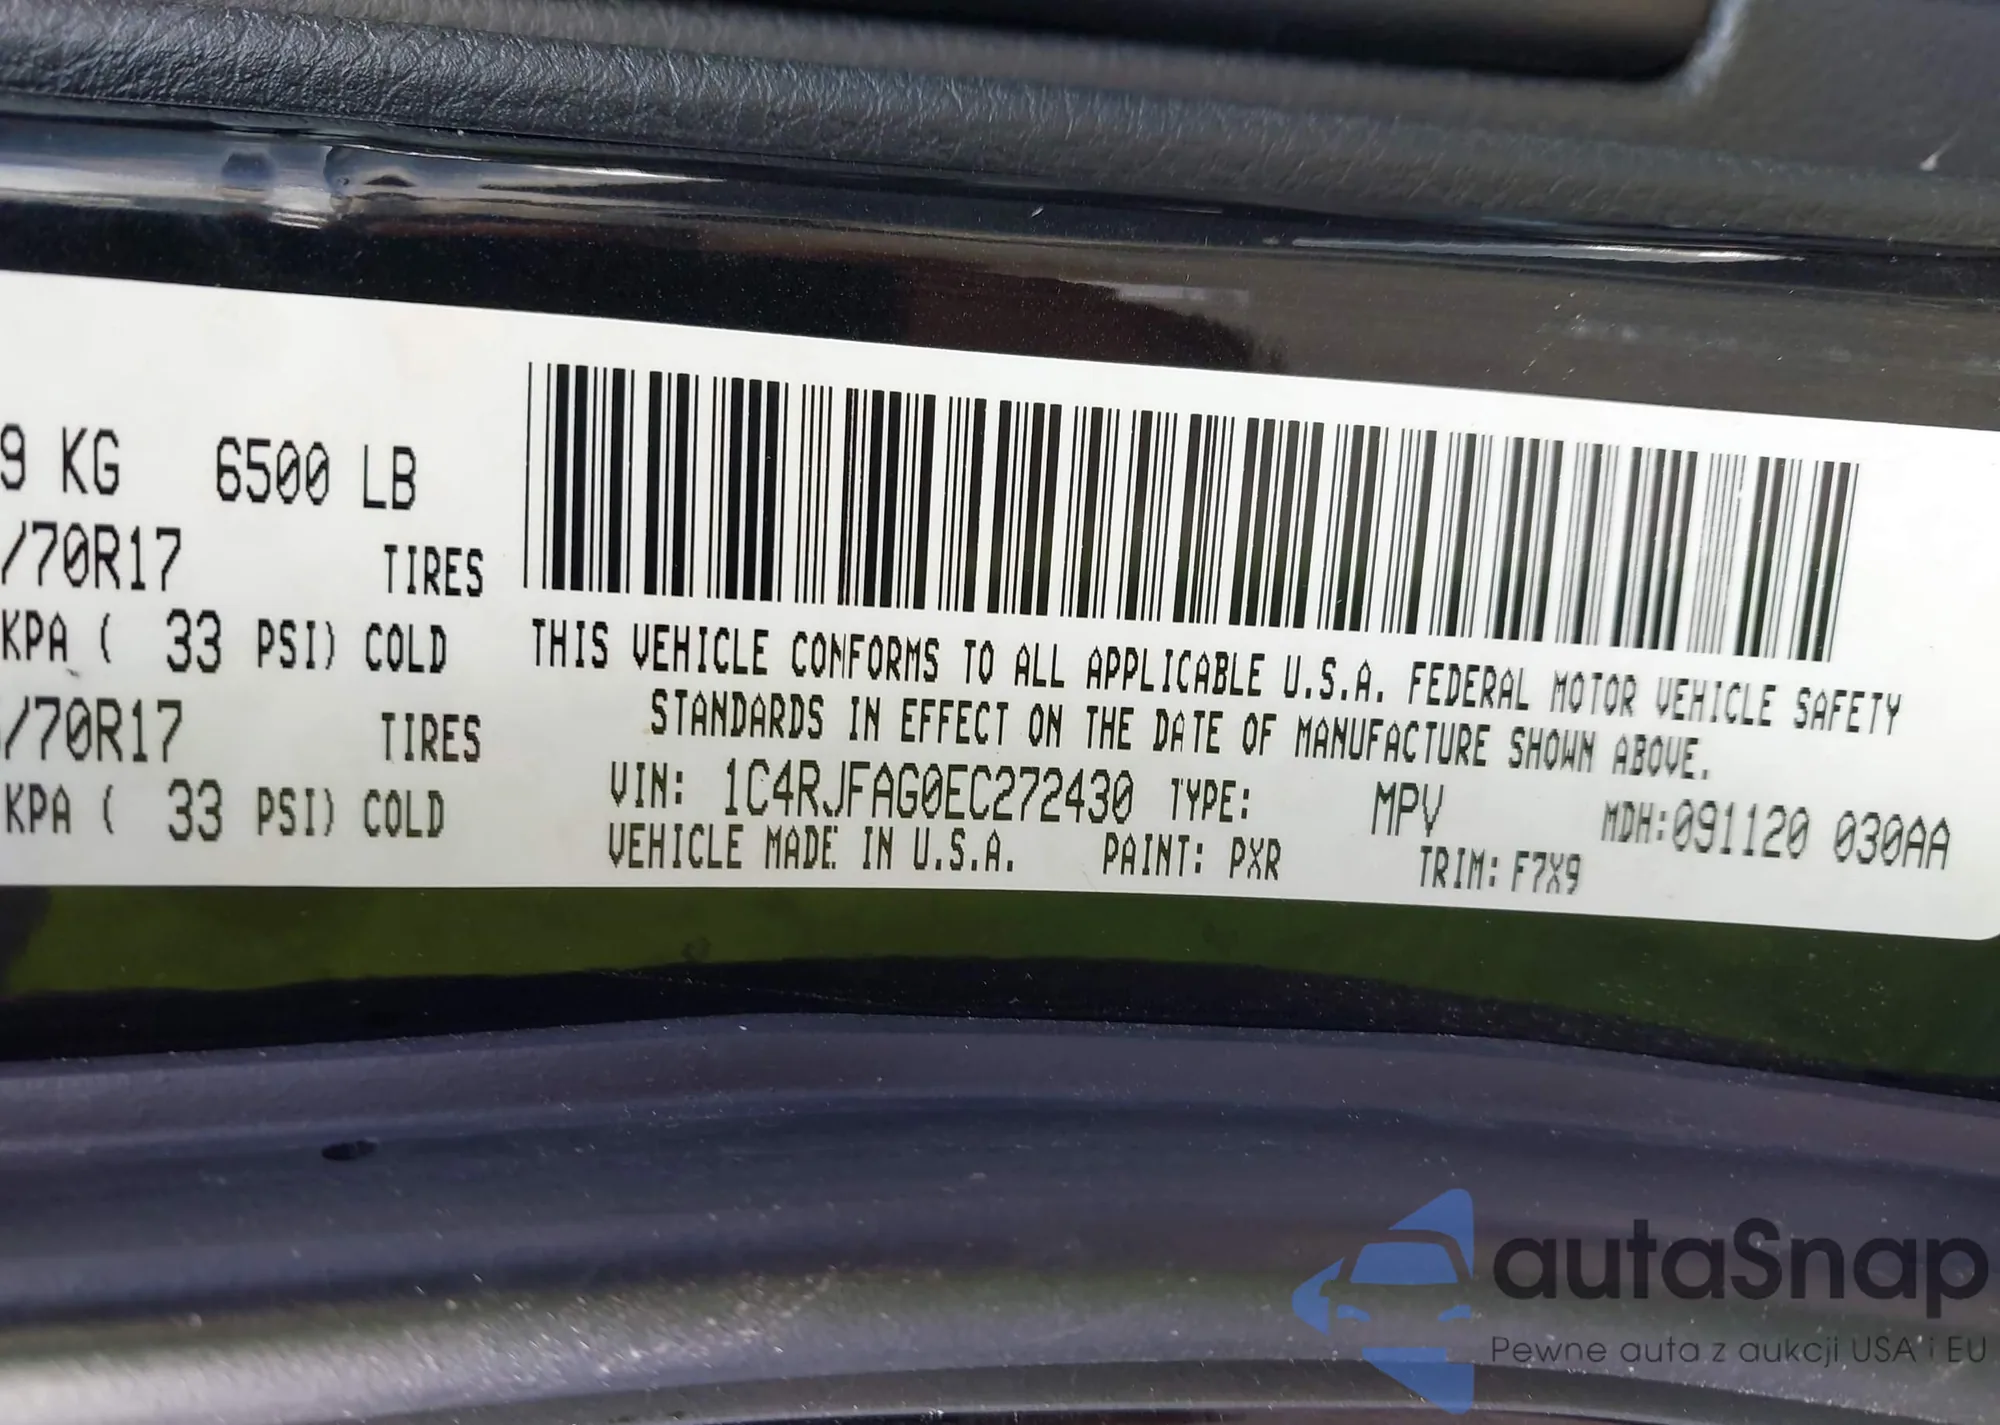 9 KG 6500 LB
/70R17 TIRES
KPA ( 33 PSI) COLD
/70R17 TIRES
KPA ( 33 PSI) COLD
THIS VEHICLE CONFORMS TO ALL APPLICABLE U.S.A. FEDERAL MOTOR VEHICLE SAFETY
STANDARDS IN EFFECT ON THE DATE OF MANUFACTURE SHOWN ABOVE.
VIN: 1C4RJFAG0EC272430 TYPE: MPV MDH:091120 030AA
VEHICLE MADE IN U.S.A. PAINT: PXR TRIM: F7X9
autaSnap
Pewne auta z aukcji USA i EU